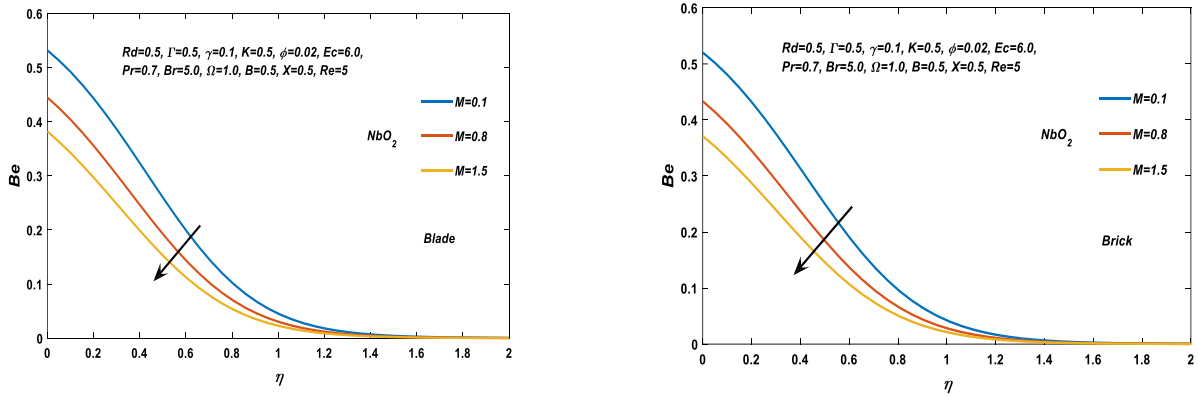 0.6
0.5
0.4
0.3
0.2
0.1
0
Be
Rd=0.5, Γ=0.5, γ=0.1, K=0.5, ϕ=0.02, Ec=6.0,
Pr=0.7, Br=5.0, Ω=1.0, B=0.5, X=0.5, Re=5
M=0.1
NbO₂
M=0.8
M=1.5
Blade
0 0.2 0.4 0.6 0.8 1 1.2 1.4 1.6 1.8 2
η
0.6
0.5
0.4
0.3
0.2
0.1
0
Be
Rd=0.5, Γ=0.5, γ=0.1, K=0.5, ϕ=0.02, Ec=6.0,
Pr=0.7, Br=5.0, Ω=1.0, B=0.5, X=0.5, Re=5
M=0.1
NbO₂
M=0.8
M=1.5
Brick
0 0.2 0.4 0.6 0.8 1 1.2 1.4 1.6 1.8 2
η